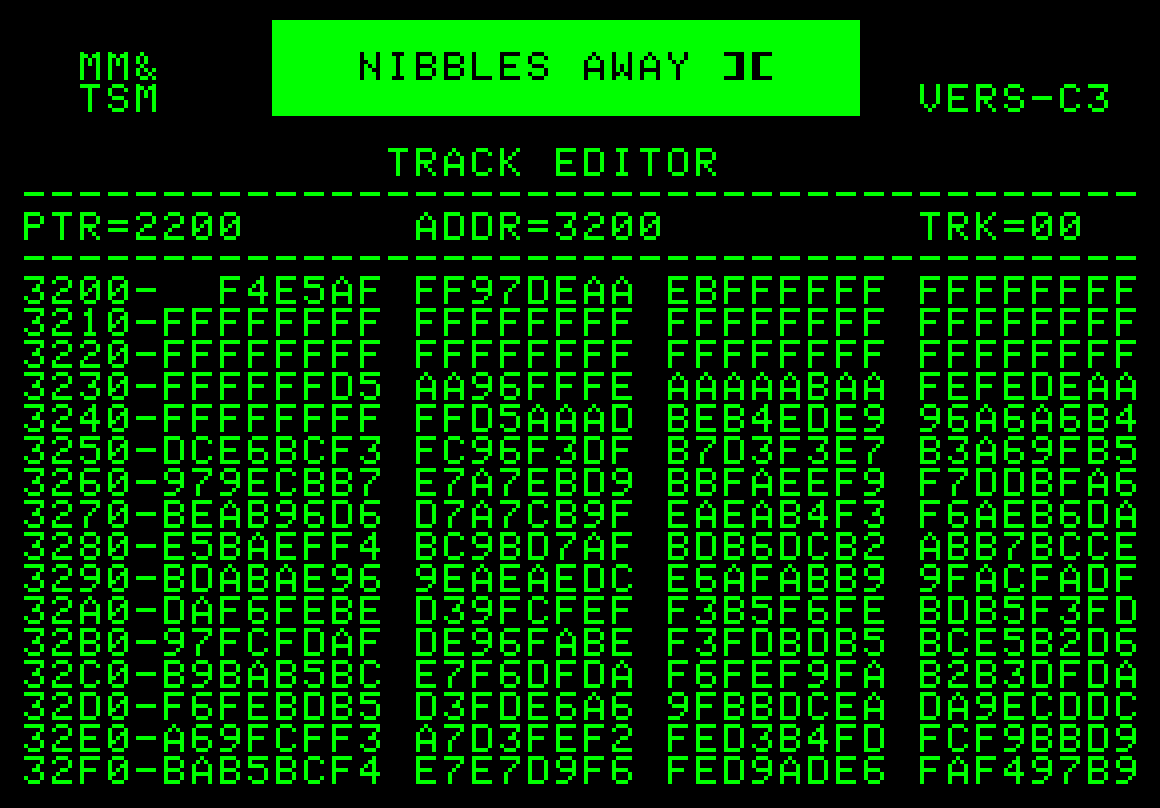 MM& NIBBLES AWAY ][
TSM VERS-C3
TRACK EDITOR
----------------------------------------
PTR=2200 ADDR=3200 TRK=00
----------------------------------------
3200-  F4E5AF FF97DEAA EBFFFFFF FFFFFFFF
3210-FFFFFFFF FFFFFFFF FFFFFFFF FFFFFFFF
3220-FFFFFFFF FFFFFFFF FFFFFFFF FFFFFFFF
3230-FFFFFFD5 AA96FFFE AAAAABAA FEFEDEAA
3240-FFFFFFFF FFD5AAAD BEB4EDE9 96A6A6B4
3250-DCE6BCF3 FC96F3DF B7D3F3E7 B3A69FB5
3260-979ECBB7 E7A7EBD9 BBFAEEF9 F7DDBFA6
3270-BEAB96D6 D7A7CB9F EAEAB4F3 F6AEB6DA
3280-E5BAEFF4 BC9BD7AF BDB6DCB2 ABB7BCCE
3290-BDABAE96 9EAEAEDC E6AFABB9 9FACFADF
32A0-DAF6FEBE D39FCFEF F3B5F6FE BDB5F3FD
32B0-97FCFDAF DE96FABE F3FDBDB5 BCE5B2D6
32C0-B9BAB5BC E7F6DFDA F6FEF9FA B2B3DFDA
32D0-F6FEBDB5 D3FDE6A6 9FBBDCEA DA9ECDDC
32E0-A69FCFF3 A7D3FEF2 FED3B4FD FCF9BBD9
32F0-BAB5BCF4 E7E7D9F6 FED9ADE6 FAF497B9